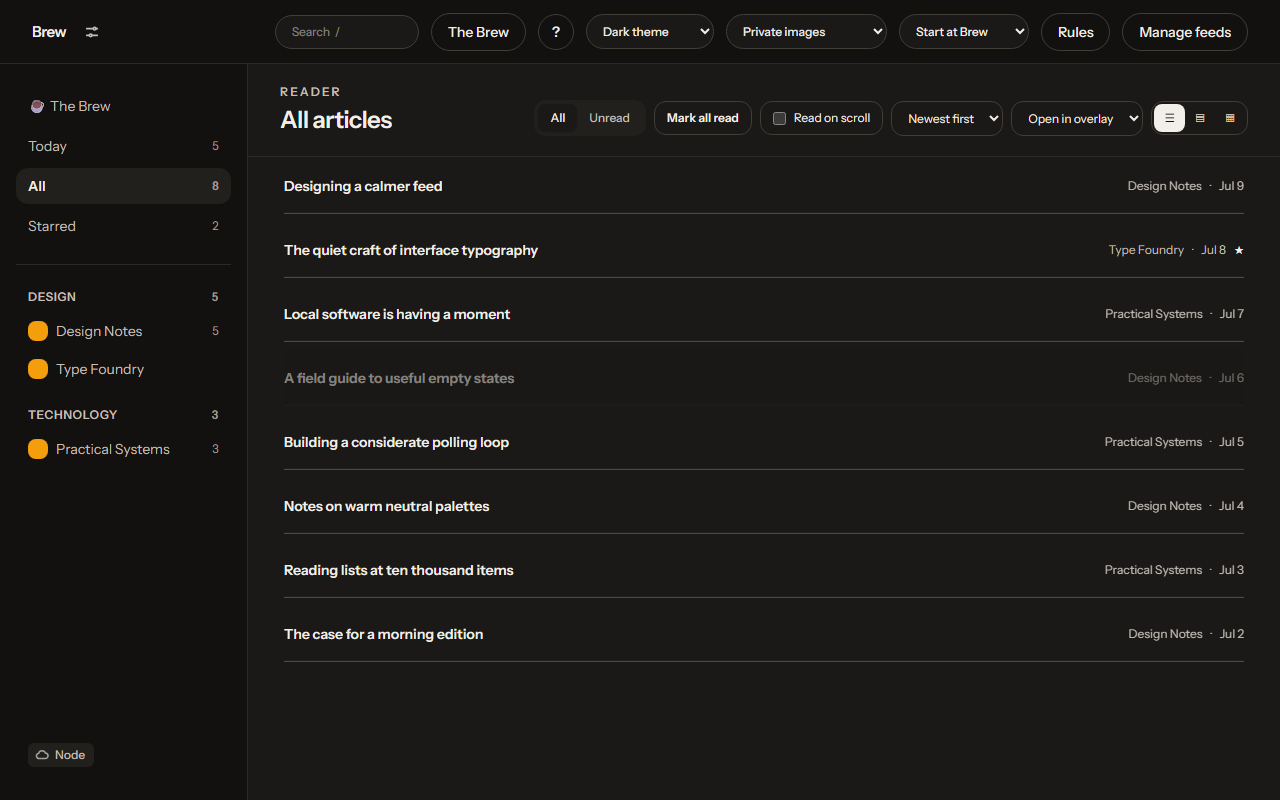 Brew
Search /
The Brew
?
Dark theme
Private images
Start at Brew
Rules
Manage feeds
The Brew
Today 5
All 8
Starred 2
DESIGN 5
Design Notes 5
Type Foundry
TECHNOLOGY 3
Practical Systems 3
Node
READER
All articles
All
Unread
Mark all read
Read on scroll
Newest first
Open in overlay
Designing a calmer feed Design Notes · Jul 9
The quiet craft of interface typography Type Foundry · Jul 8 ★
Local software is having a moment Practical Systems · Jul 7
A field guide to useful empty states Design Notes · Jul 6
Building a considerate polling loop Practical Systems · Jul 5
Notes on warm neutral palettes Design Notes · Jul 4
Reading lists at ten thousand items Practical Systems · Jul 3
The case for a morning edition Design Notes · Jul 2